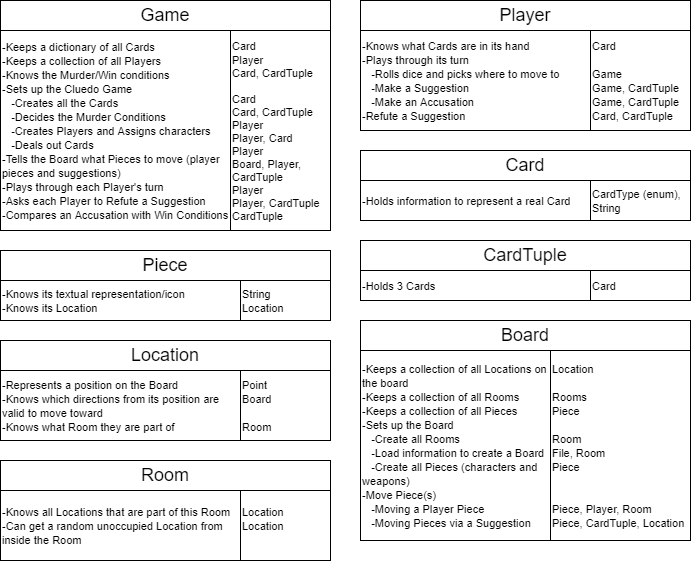 Game
-Keeps a dictionary of all Cards
Card
-Keeps a collection of all Players
Player
-Knows the Murder/Win conditions
Card, CardTuple
-Sets up the Cluedo Game
-Creates all the Cards
Card
-Decides the Murder Conditions
Card, CardTuple
-Creates Players and Assigns characters
Player
-Deals out Cards
Player, Card
-Tells the Board what Pieces to move (player
Player
pieces and suggestions)
Board, Player,
CardTuple
-Plays through each Player's turn
Player
-Asks each Player to Refute a Suggestion
Player, CardTuple
-Compares an Accusation with Win Conditions
CardTuple
Piece
-Knows its textual representation/icon
String
-Knows its Location
Location
Location
-Represents a position on the Board
Point
-Knows which directions from its position are
Board
valid to move toward
-Knows what Room they are part of
Room
Room
-Knows all Locations that are part of this Room
Location
-Can get a random unoccupied Location from
Location
inside the Room
Player
-Knows what Cards are in its hand
Card
-Plays through its turn
-Rolls dice and picks where to move to
Game
-Make a Suggestion
Game, CardTuple
-Make an Accusation
Game, CardTuple
-Refute a Suggestion
Card, CardTuple
Card
-Holds information to represent a real Card
CardType (enum),
String
CardTuple
-Holds 3 Cards
Card
Board
-Keeps a collection of all Locations on
Location
the board
-Keeps a collection of all Rooms
Rooms
-Keeps a collection of all Pieces
Piece
-Sets up the Board
-Create all Rooms
Room
-Load information to create a Board
File, Room
-Create all Pieces (characters and
Piece
weapons)
-Move Piece(s)
-Moving a Player Piece
Piece, Player, Room
-Moving Pieces via a Suggestion
Piece, CardTuple, Location